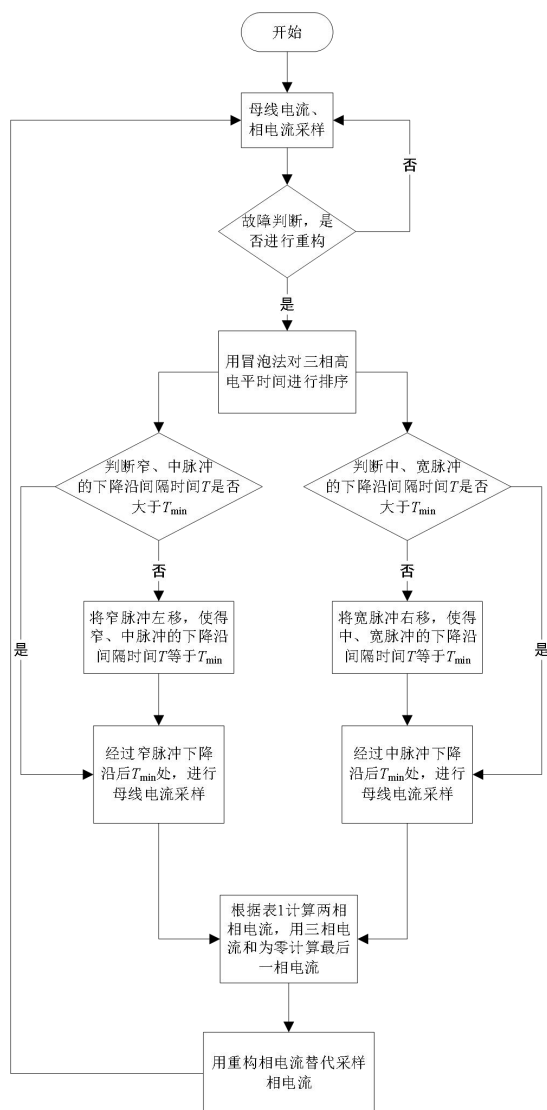 开始
母线电流、
相电流采样
否
故障判断，是
否进行重构
是
用冒泡法对三相高
电平时间进行排序
判断窄、中脉冲
的下降沿间隔时间T是否
大于Tmin
判断中、宽脉冲
的下降沿间隔时间T是否
大于Tmin
否
否
将窄脉冲左移，使得
窄、中脉冲的下降沿
间隔时间T等于Tmin
将宽脉冲右移，使得
中、宽脉冲的下降沿
间隔时间T等于Tmin
是
是
经过窄脉冲下降
沿后Tmin处，进行
母线电流采样
经过中脉冲下降
沿后Tmin处，进行
母线电流采样
根据表1计算两相
相电流，用三相电
流和为零计算最后
一相电流
用重构相电流替代采样
相电流